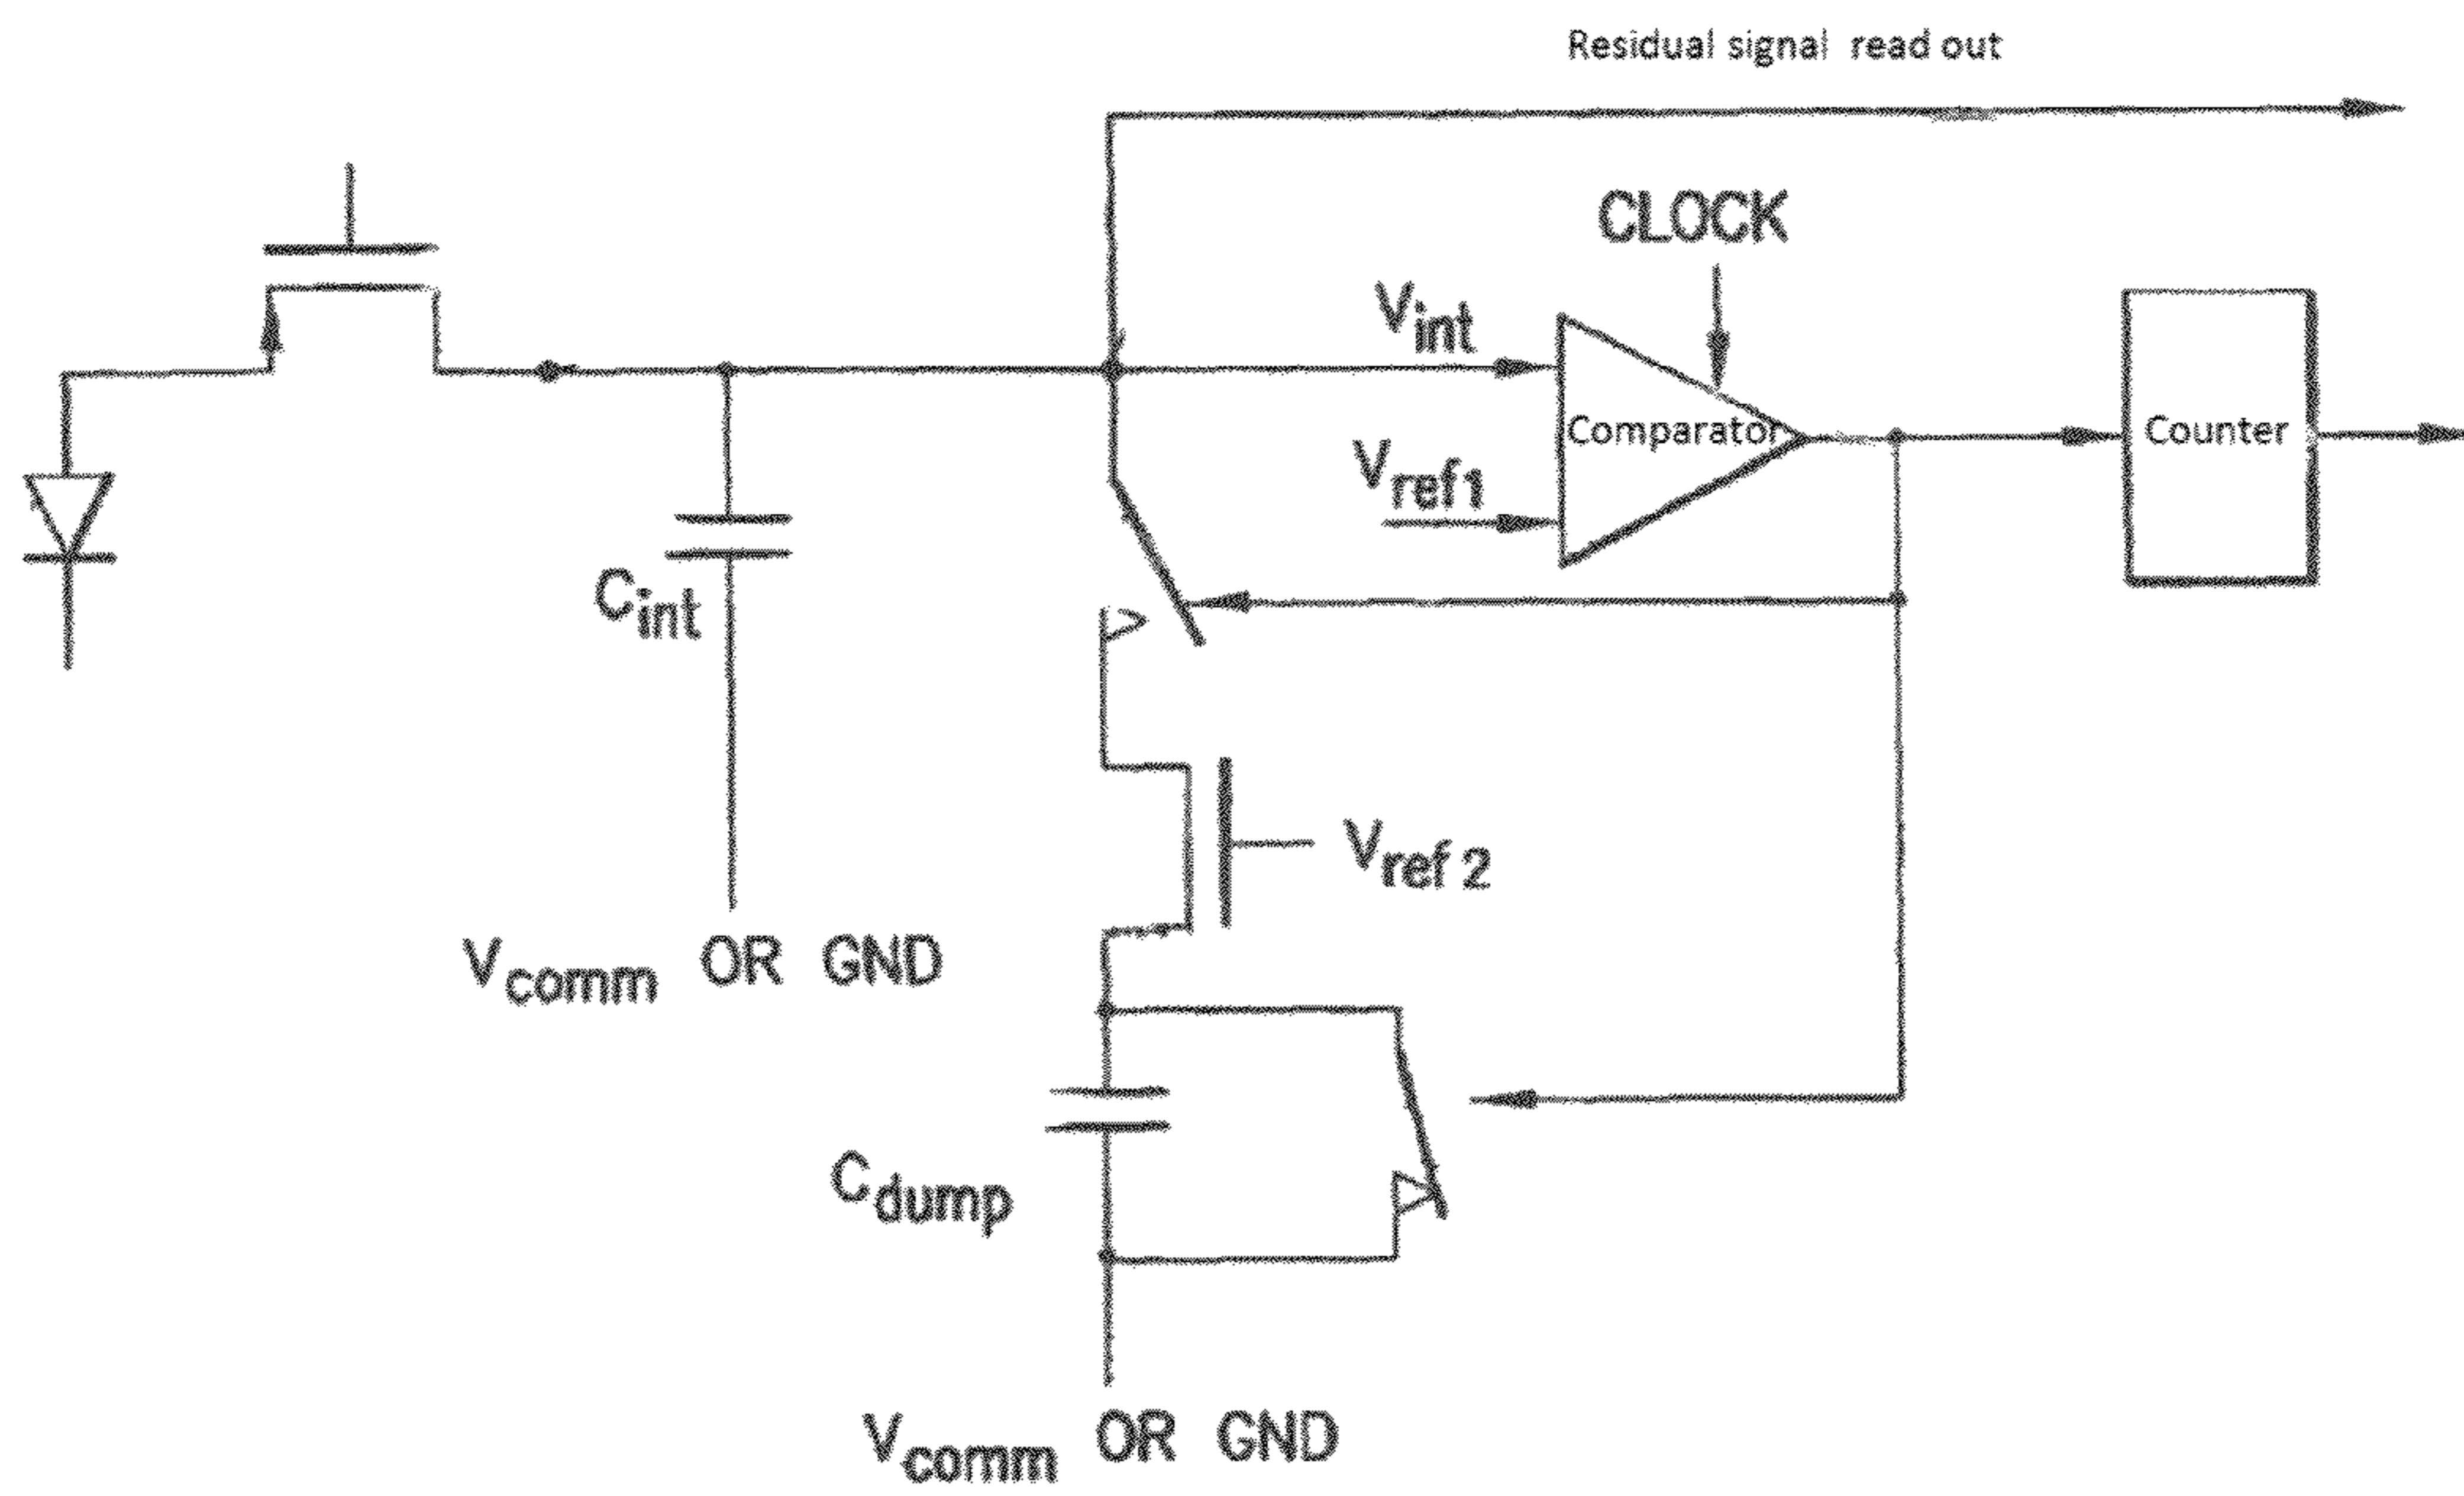 Residual signal read out
CLOCK
Vint
Comparator
Counter
Vref1
Cint
Vref 2
Vcomm OR GND
Cdump
Vcomm OR GND